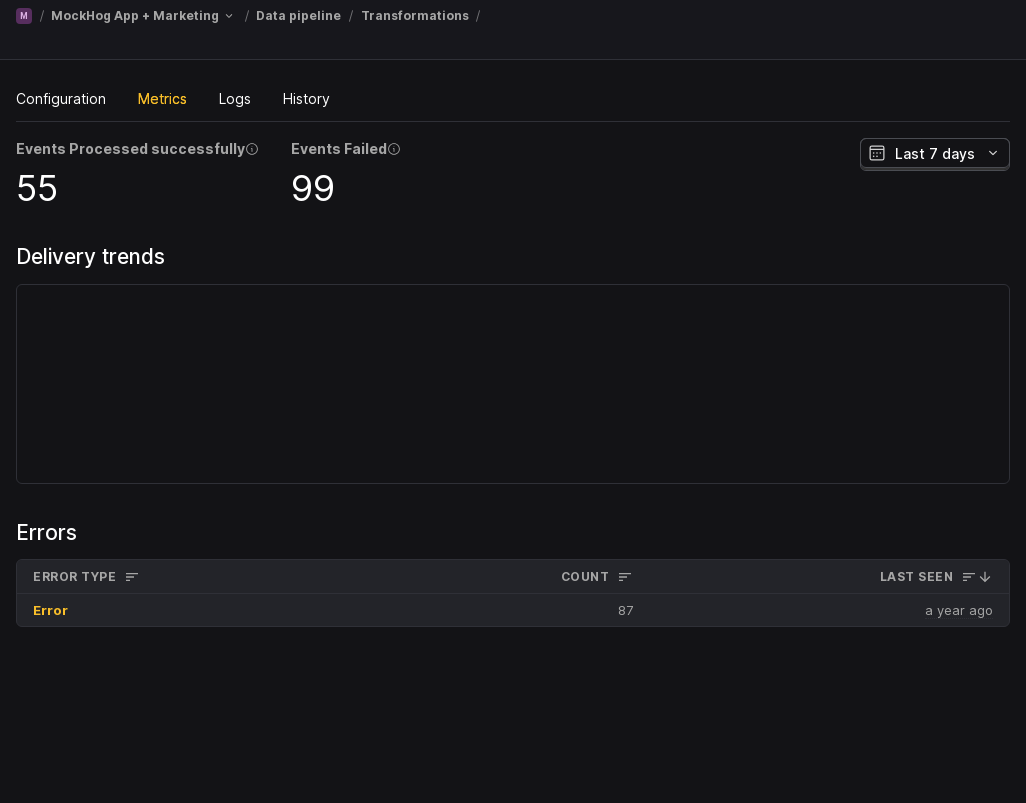 M / MockHog App + Marketing / Data pipeline / Transformations /
Configuration Metrics Logs History
Events Processed successfully Events Failed
Last 7 days
55 99
Delivery trends
Errors
ERROR TYPE COUNT LAST SEEN
Error 87 a year ago